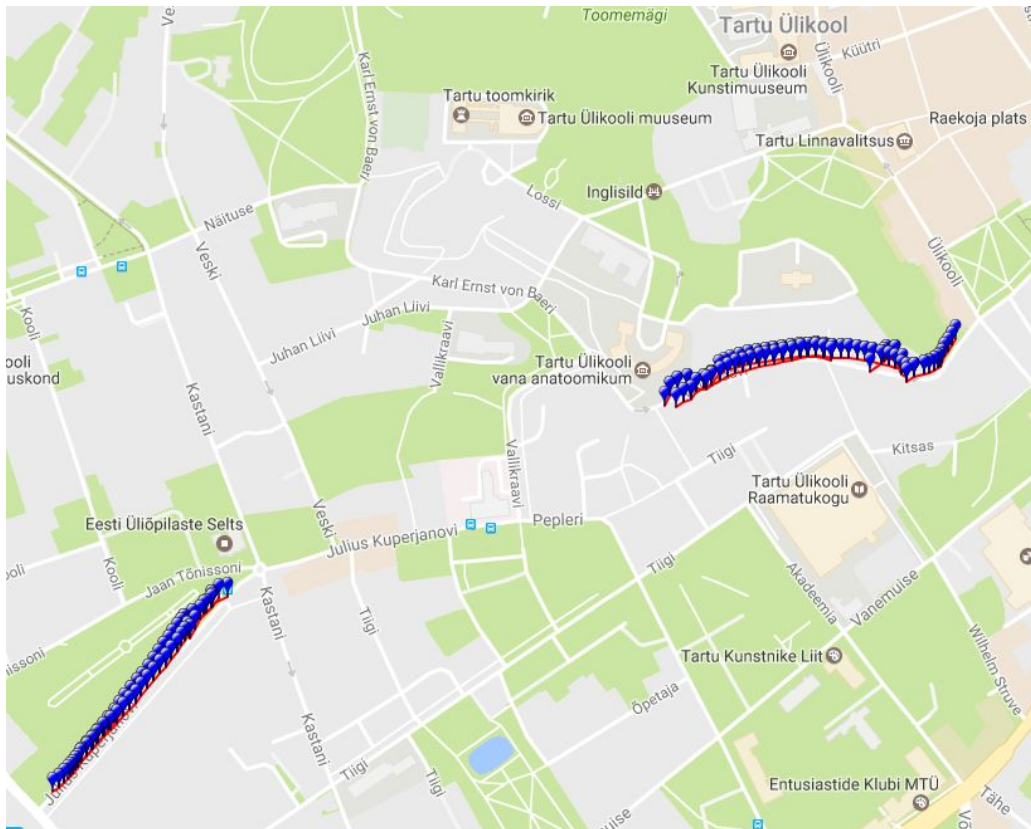 Toomemägi
Tartu Ülikool
Ülikooli
Küütri
Tartu Ülikooli
Kunstimuuseum
Karl Ernst von Baeri
Tartu toomkirik
Tartu Ülikooli muuseum
Raekoja plats
Tartu Linnavalitsus
Inglisild
Lossi
Näituse
Veski
Ülikooli
Karl Ernst von Baeri
Kooli
Juhan Liivi
Juhan Liivi
Vallikraavi
Tartu Ülikooli
vana anatoomikum
ooli
uskond
Kastani
Tiigi
Kitsas
Vallikraavi
Tartu Ülikooli
Raamatukogu
Veski
Pepleri
Eesti Üliõpilaste Selts
Julius Kuperjanovi
Kooli
ooli
Jaan Tõnissoni
Tiigi
Akadeemia
Vanemuise
Kastani
Tiigi
nissoni
Tartu Kunstnike Liit
Wilhelm Struve
Õpetaja
Kastani
Tiigi
Tiigi
Entusiastide Klubi MTÜ
Tähe